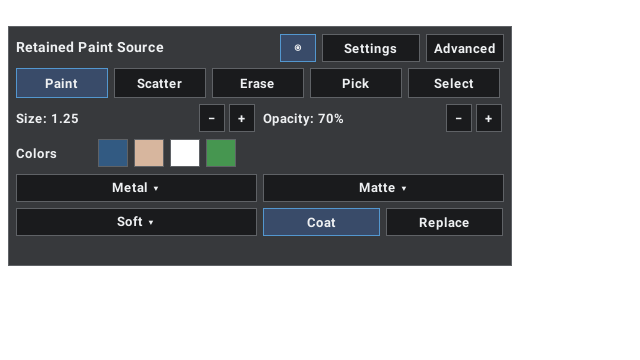 Retained Paint Source ◉ Settings Advanced
Paint Scatter Erase Pick Select
Size: 1.25 − + Opacity: 70% − +
Colors
Metal ▾ Matte ▾
Soft ▾ Coat Replace